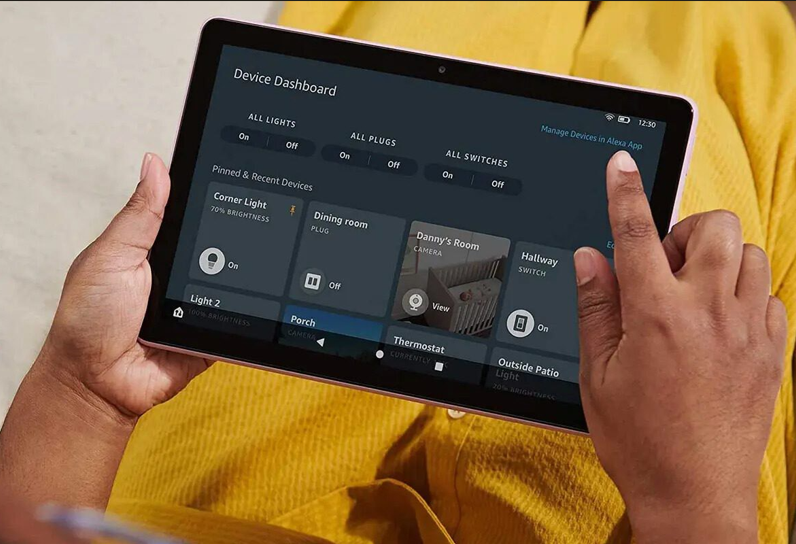 Device Dashboard
12:30
Manage Devices in Alexa App
ALL LIGHTS
On Off
ALL PLUGS
On Off
ALL SWITCHES
On Off
Pinned & Recent Devices
Corner Light
70% BRIGHTNESS
On
Dining room
PLUG
Off
Danny's Room
CAMERA
View
Hallway
SWITCH
On
Light 2
100% BRIGHTNESS
Porch
CAMERA
Thermostat
CURRENTLY
Outside Patio
Light
20% BRIGHTNESS